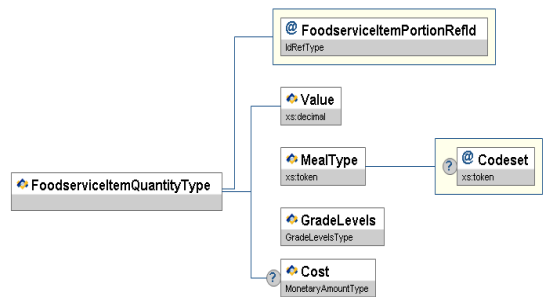 @ FoodserviceItemPortionRefId
IdRefType
Value
xs:decimal
MealType
xs:token
? @ Codeset
xs:token
FoodserviceItemQuantityType
GradeLevels
GradeLevelsType
? Cost
MonetaryAmountType